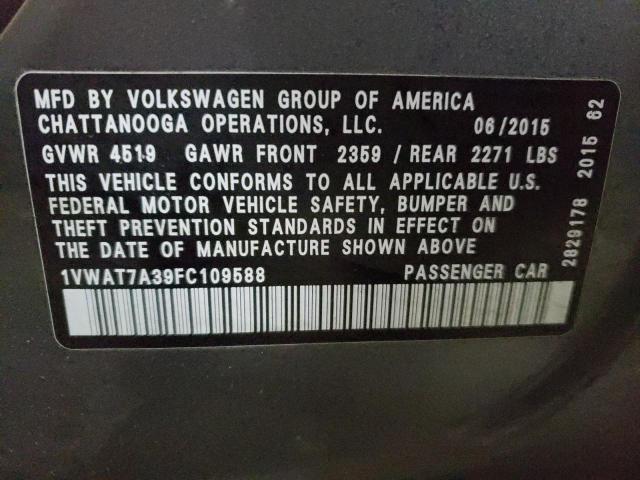 MFD BY VOLKSWAGEN GROUP OF AMERICA
CHATTANOOGA OPERATIONS, LLC. 06/2015
GVWR 4519 GAWR FRONT 2359 / REAR 2271 LBS
THIS VEHICLE CONFORMS TO ALL APPLICABLE U.S.
FEDERAL MOTOR VEHICLE SAFETY, BUMPER AND
THEFT PREVENTION STANDARDS IN EFFECT ON
THE DATE OF MANUFACTURE SHOWN ABOVE
1VWAT7A39FC109588 PASSENGER CAR
2829178 2015 62